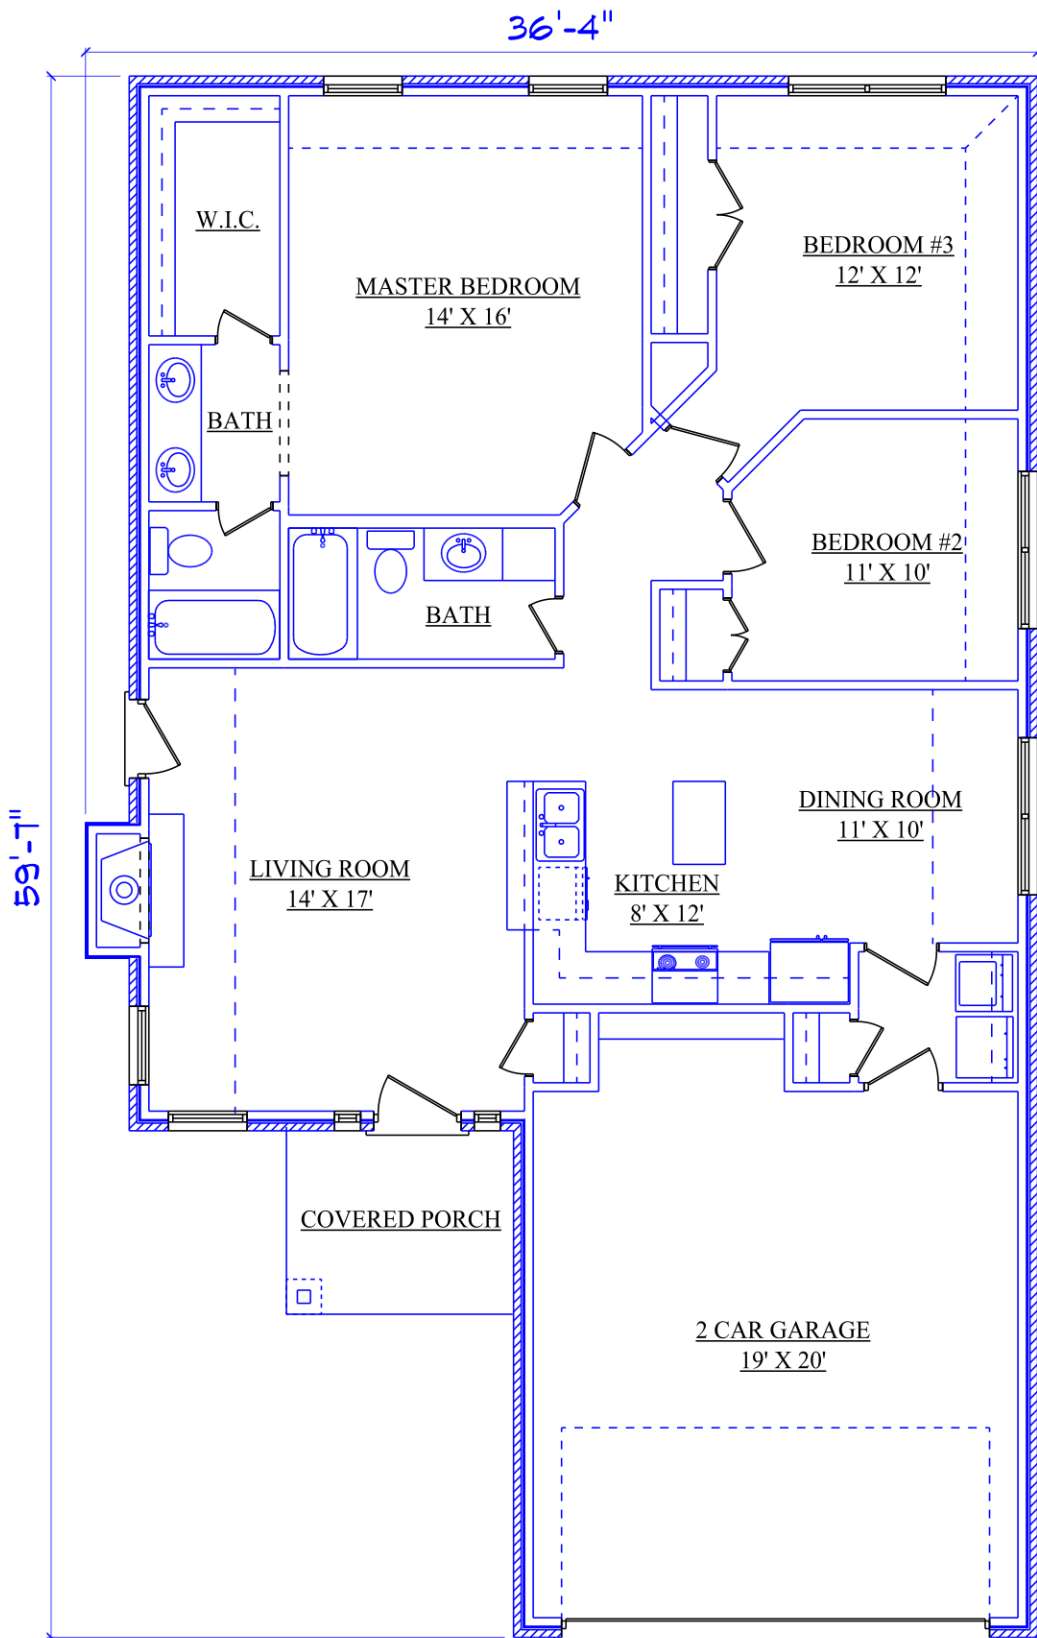 36'-4"
W.I.C.
BEDROOM #3
12' X 12'
MASTER BEDROOM
14' X 16'
BATH
BEDROOM #2
11' X 10'
BATH
59'-7"
DINING ROOM
11' X 10'
LIVING ROOM
14' X 17'
KITCHEN
8' X 12'
COVERED PORCH
2 CAR GARAGE
19' X 20'